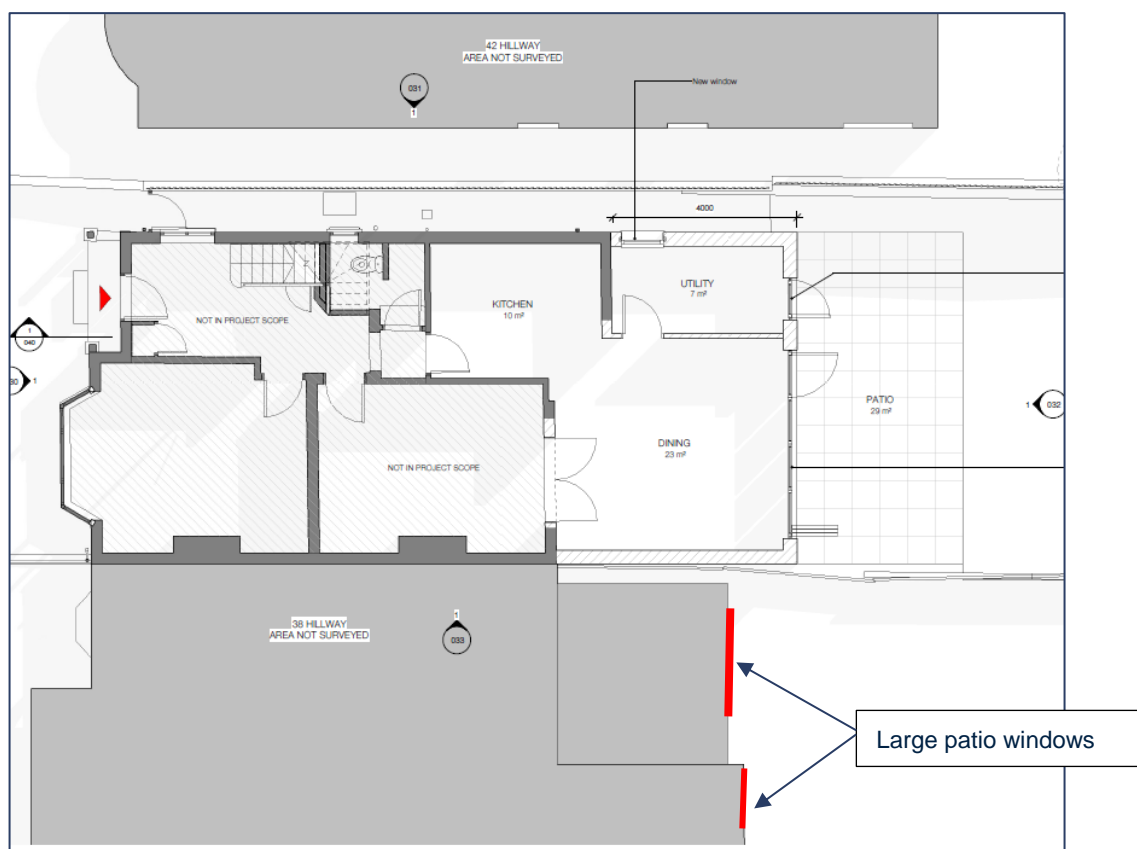 42 HILLWAY
AREA NOT SURVEYED
031
1
New window
4000
UTILITY
7 m²
KITCHEN
10 m²
NOT IN PROJECT SCOPE
1
040
30
1
PATIO
29 m²
1
032
DINING
23 m²
NOT IN PROJECT SCOPE
38 HILLWAY
AREA NOT SURVEYED
1
033
Large patio windows